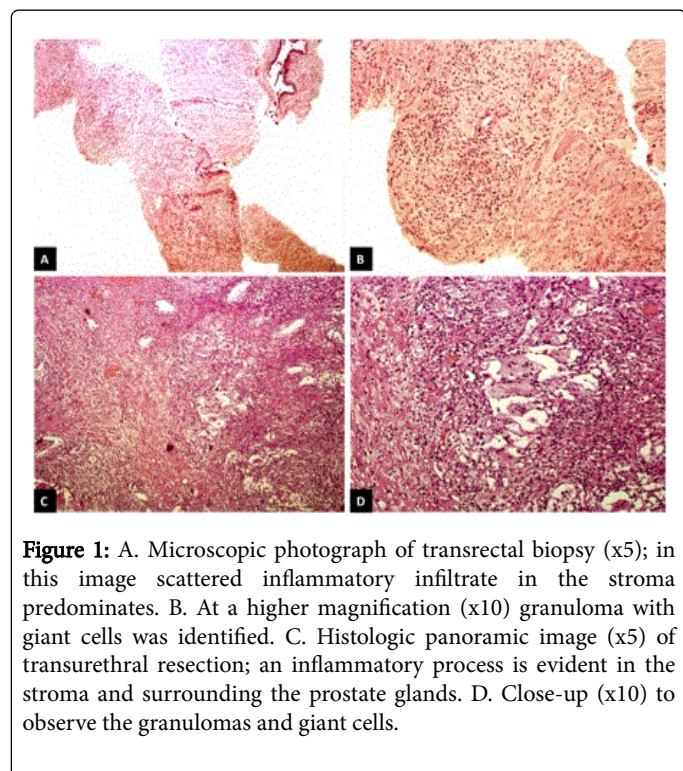 A
B
C
D
Figure 1: A. Microscopic photograph of transrectal biopsy (x5); in
this image scattered inflammatory infiltrate in the stroma
predominates. B. At a higher magnification (x10) granuloma with
giant cells was identified. C. Histologic panoramic image (x5) of
transurethral resection; an inflammatory process is evident in the
stroma and surrounding the prostate glands. D. Close-up (x10) to
observe the granulomas and giant cells.